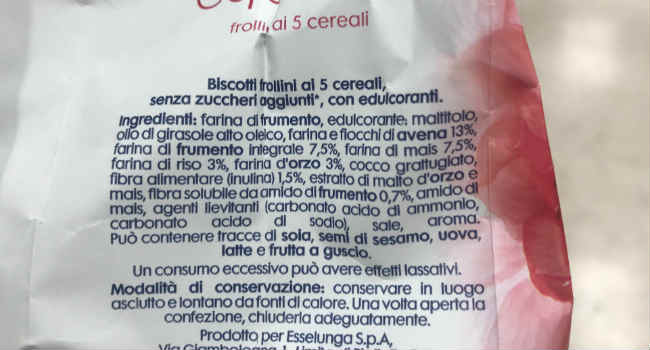 frolli, ai 5 cereali
Biscotti frollini ai 5 cereali,
senza zuccheri aggiunti*, con edulcoranti.
Ingredienti: farina di frumento, edulcorante: maltitolo,
olio di girasole alto oleico, farina e fiocchi di avena 13%,
farina di frumento integrale 7,5%, farina di mais 7,5%,
farina di riso 3%, farina d'orzo 3%, cocco grattugiato,
fibra alimentare (inulina) 1,5%, estratto di malto d'orzo e
mais, fibra solubile da amido di frumento 0,7%, amido di
mais, agenti lievitanti (carbonato acido di ammonio,
carbonato acido di sodio), sale, aroma.
Può contenere tracce di soia, semi di sesamo, uova,
latte e frutta a guscio.
Un consumo eccessivo può avere effetti lassativi.
Modalità di conservazione: conservare in luogo
asciutto e lontano da fonti di calore. Una volta aperta la
confezione, chiuderla adeguatamente.
Prodotto per Esselunga S.p.A,
Via Giambologna 1